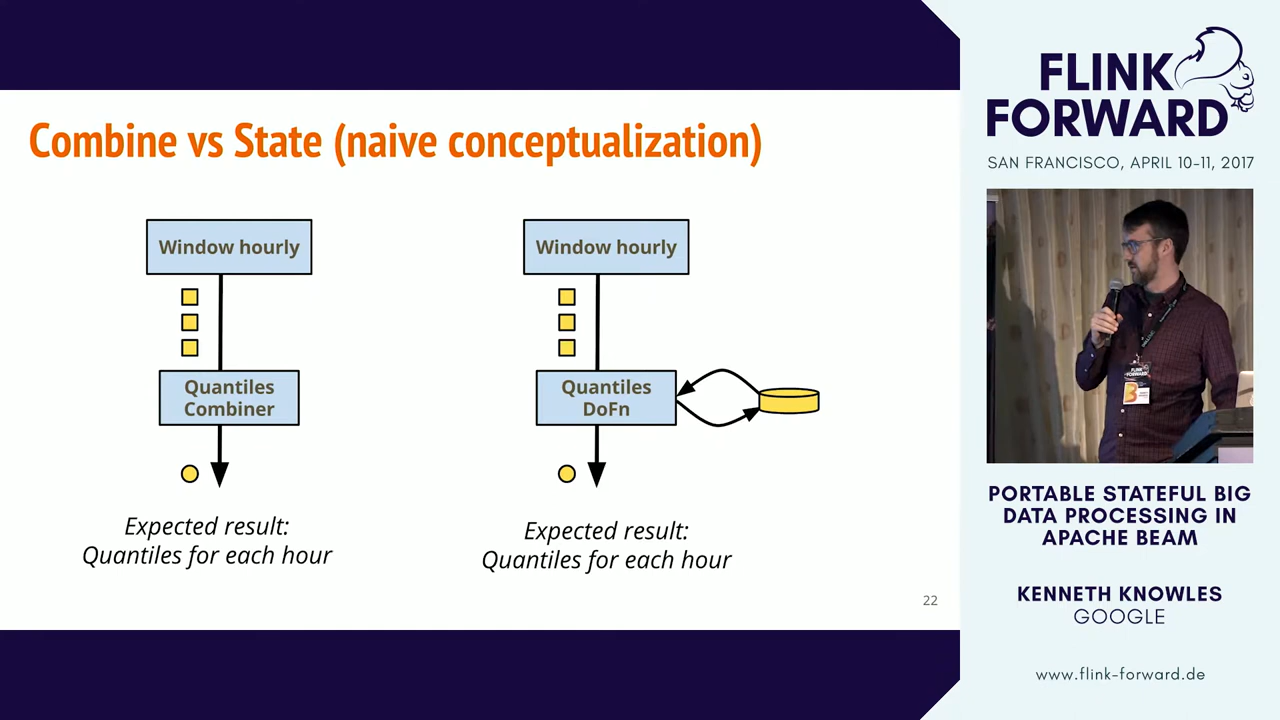 Combine vs State (naive conceptualization)
Window hourly
Quantiles
Combiner
Expected result:
Quantiles for each hour
Window hourly
Quantiles
DoFn
Expected result:
Quantiles for each hour
22
FLINK
FORWARD
SAN FRANCISCO, APRIL 10-11, 2017
PORTABLE STATEFUL BIG
DATA PROCESSING IN
APACHE BEAM
KENNETH KNOWLES
GOOGLE
www.flink-forward.de